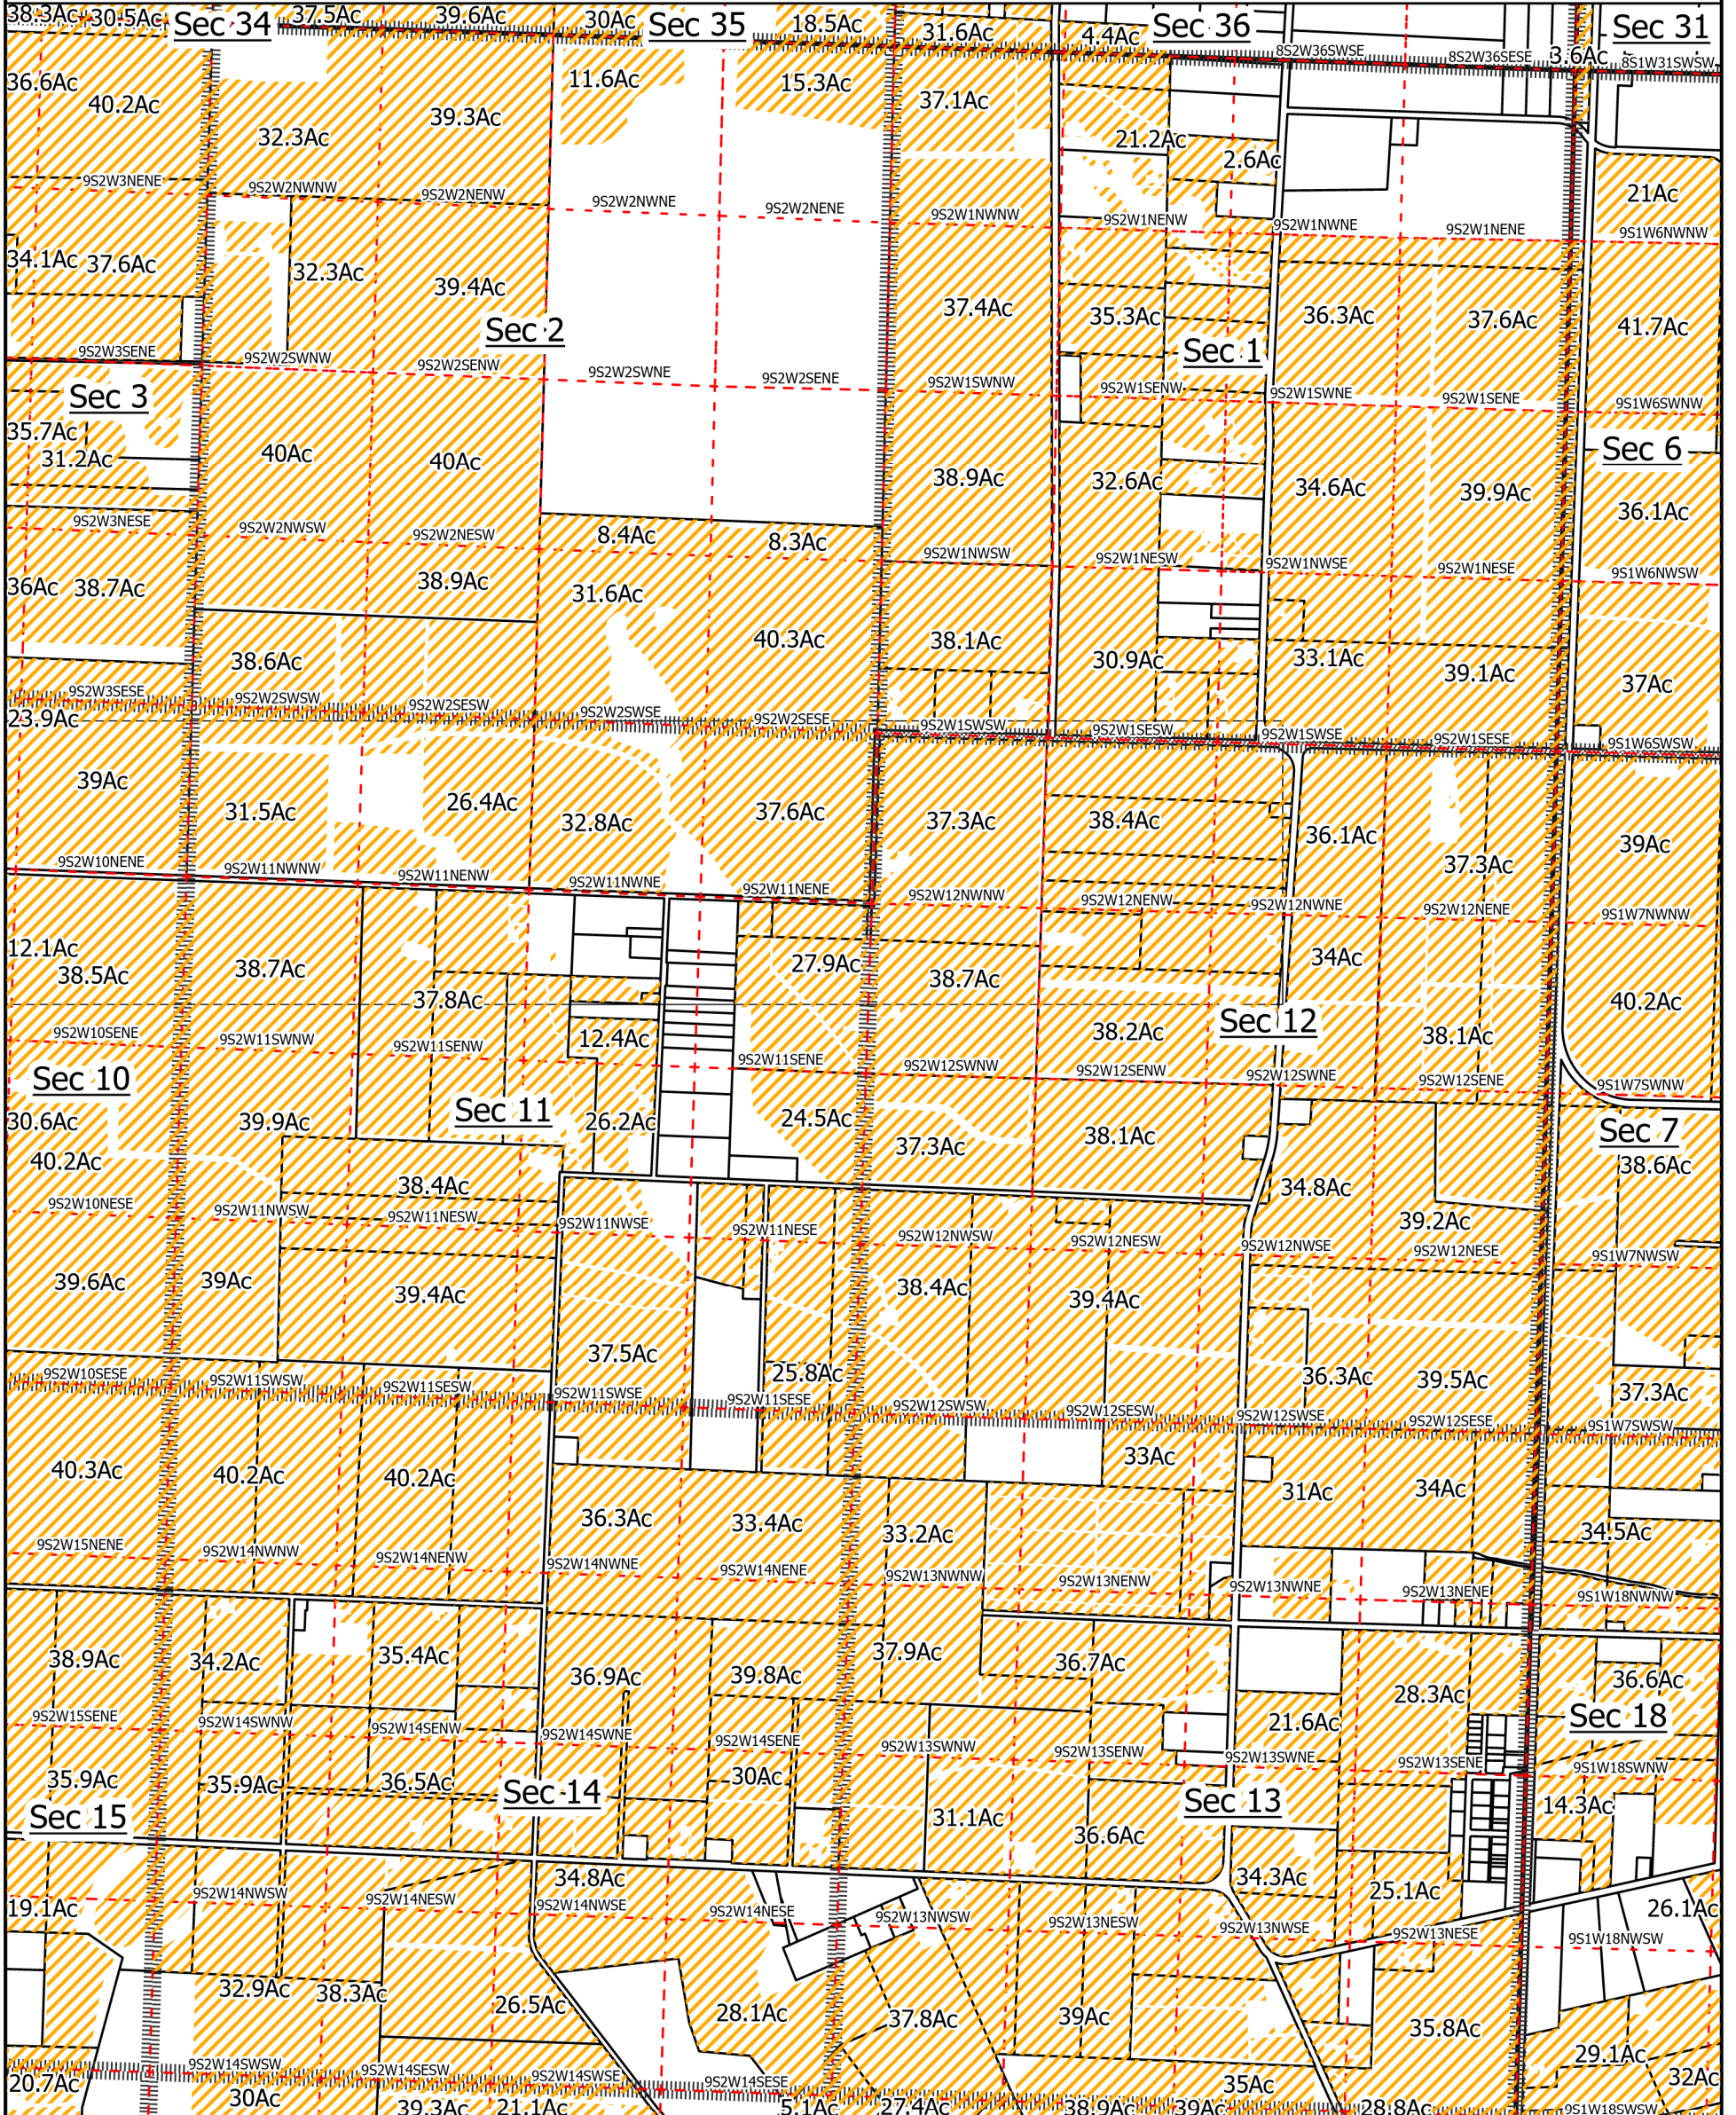 38.3Ac 30.5Ac Sec 34 37.5Ac 39.6Ac 30Ac Sec 35 18.5Ac 31.6Ac 4.4Ac Sec 36 Sec 31
8S2W36SWSE 8S2W36SESE 3.6Ac 8S1W31SWSW
36.6Ac 40.2Ac 32.3Ac 39.3Ac 11.6Ac 15.3Ac 37.1Ac 21.2Ac 2.6Ac 21Ac
9S2W3NENE 9S2W2NWNW 9S2W2NENW 9S2W2NWNE 9S2W2NENE 9S2W1NWNW 9S2W1NENW 9S2W1NWNE 9S2W1NENE 9S1W6NWNW
34.1Ac 37.6Ac 32.3Ac 39.4Ac 37.4Ac 35.3Ac 36.3Ac 37.6Ac 41.7Ac
Sec 2 Sec 1
9S2W3SENE 9S2W2SWNW 9S2W2SENW 9S2W2SWNE 9S2W2SENE 9S2W1SWNW 9S2W1SENW 9S2W1SWNE 9S2W1SENE 9S1W6SWNW
Sec 3 Sec 6
35.7Ac 31.2Ac 40Ac 40Ac 38.9Ac 32.6Ac 34.6Ac 39.9Ac 36.1Ac
9S2W3NESE 9S2W2NWSW 9S2W2NESW 8.4Ac 8.3Ac 9S2W1NWSW 9S2W1NESW 9S2W1NWSE 9S2W1NESE 9S1W6NWSW
36Ac 38.7Ac 38.9Ac 31.6Ac
38.6Ac 40.3Ac 38.1Ac 30.9Ac 33.1Ac 39.1Ac 37Ac
9S2W3SESE 9S2W2SWSW 9S2W2SESW 9S2W2SWSE 9S2W2SESE 9S2W1SWSW 9S2W1SESW 9S2W1SWSE 9S2W1SESE 9S1W6SWSW
23.9Ac
39Ac 31.5Ac 26.4Ac 32.8Ac 37.6Ac 37.3Ac 38.4Ac 36.1Ac 37.3Ac 39Ac
9S2W10NENE 9S2W11NWNW 9S2W11NENW 9S2W11NWNE 9S2W11NENE 9S2W12NWNW 9S2W12NENW 9S2W12NWNE 9S2W12NENE 9S1W7NWNW
12.1Ac 38.5Ac 38.7Ac 37.8Ac 27.9Ac 38.7Ac 34Ac 40.2Ac
12.4Ac 38.2Ac Sec 12 38.1Ac
9S2W10SENE 9S2W11SWNW 9S2W11SENW 9S2W11SENE 9S2W12SWNW 9S2W12SENW 9S2W12SWNE 9S2W12SENE 9S1W7SWNW
Sec 10 Sec 11 Sec 7
30.6Ac 40.2Ac 39.9Ac 26.2Ac 24.5Ac 37.3Ac 38.1Ac 38.6Ac
38.4Ac 34.8Ac 39.2Ac
9S2W10NESE 9S2W11NWSW 9S2W11NESW 9S2W11NWSE 9S2W11NESE 9S2W12NWSW 9S2W12NESW 9S2W12NWSE 9S2W12NESE 9S1W7NWSW
39.6Ac 39Ac 39.4Ac 38.4Ac 39.4Ac
37.5Ac 25.8Ac 36.3Ac 39.5Ac 37.3Ac
9S2W10SESE 9S2W11SWSW 9S2W11SESW 9S2W11SWSE 9S2W11SESE 9S2W12SWSW 9S2W12SESW 9S2W12SWSE 9S2W12SESE 9S1W7SWSW
40.3Ac 40.2Ac 40.2Ac 33Ac 31Ac 34Ac
36.3Ac 33.4Ac 33.2Ac 34.5Ac
9S2W15NENE 9S2W14NWNW 9S2W14NENW 9S2W14NWNE 9S2W14NENE 9S2W13NWNW 9S2W13NENW 9S2W13NWNE 9S2W13NENE 9S1W18NWNW
38.9Ac 34.2Ac 35.4Ac 36.9Ac 39.8Ac 37.9Ac 36.7Ac 28.3Ac 36.6Ac
21.6Ac Sec 18
9S2W15SENE 9S2W14SWNW 9S2W14SENW 9S2W14SWNE 9S2W14SENE 9S2W13SWNW 9S2W13SENW 9S2W13SWNE 9S2W13SENE 9S1W18SWNW
35.9Ac 35.9Ac 36.5Ac Sec 14 30Ac 31.1Ac Sec 13 14.3Ac
Sec 15 36.6Ac
34.8Ac 34.3Ac 25.1Ac
19.1Ac 9S2W14NWSW 9S2W14NESW 9S2W14NWSE 9S2W14NESE 9S2W13NWSW 9S2W13NESW 9S2W13NWSE 9S2W13NESE 9S1W18NWSW 26.1Ac
32.9Ac 38.3Ac 26.5Ac 28.1Ac 37.8Ac 39Ac 35.8Ac
29.1Ac 32Ac
9S2W14SWSW 9S2W14SESW 9S2W14SWSE 9S2W14SESE
20.7Ac 30Ac 39.3Ac 21.1Ac 5.1Ac 27.4Ac 38.9Ac 39Ac 35Ac 28.8Ac 9S1W18SWSW